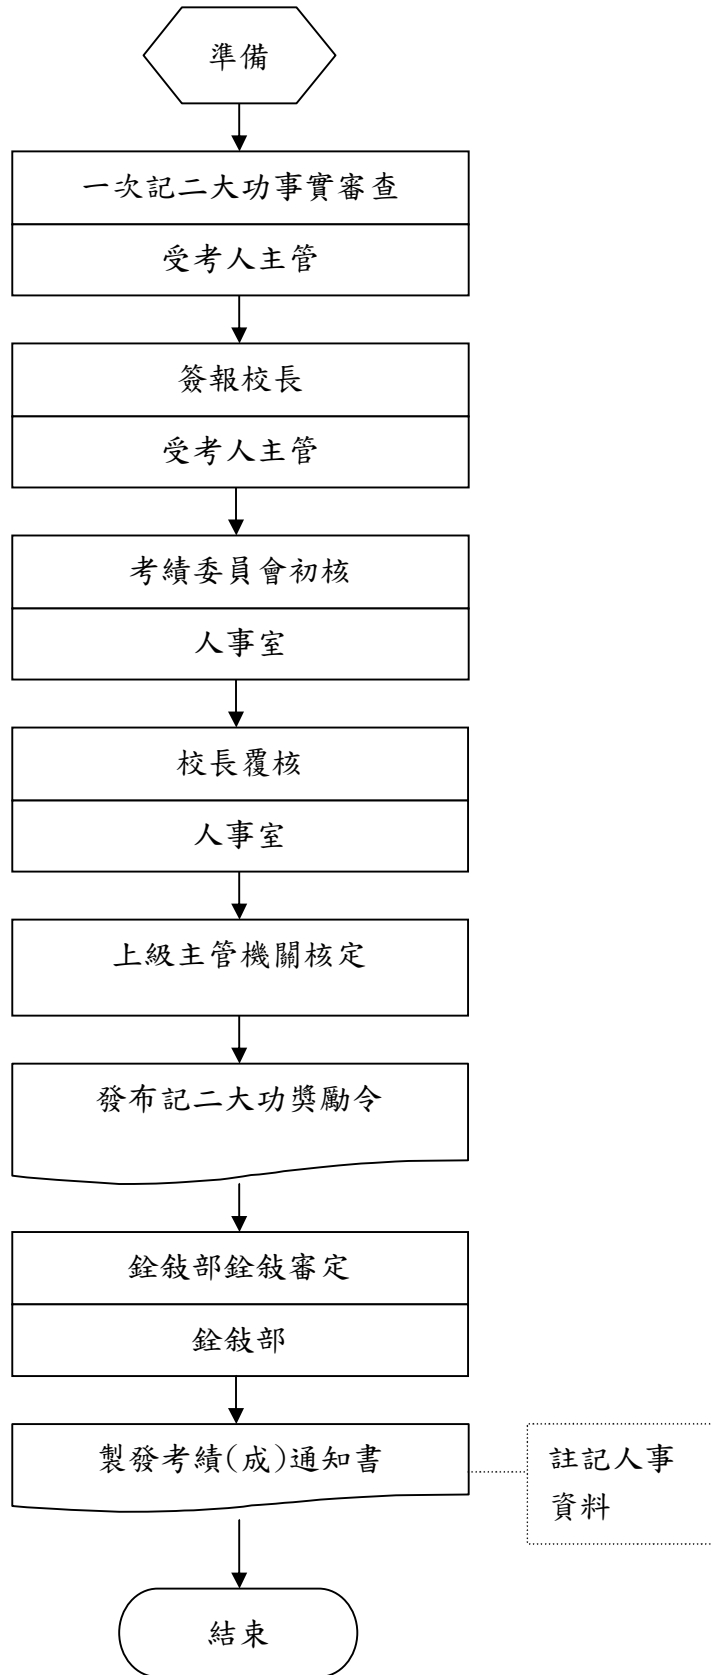 準備
一次記二大功事實審查
受考人主管
簽報校長
受考人主管
考績委員會初核
人事室
校長覆核
人事室
上級主管機關核定
發布記二大功獎勵令
銓敍部銓敍審定
銓敍部
製發考績(成)通知書
註記人事
資料
結束